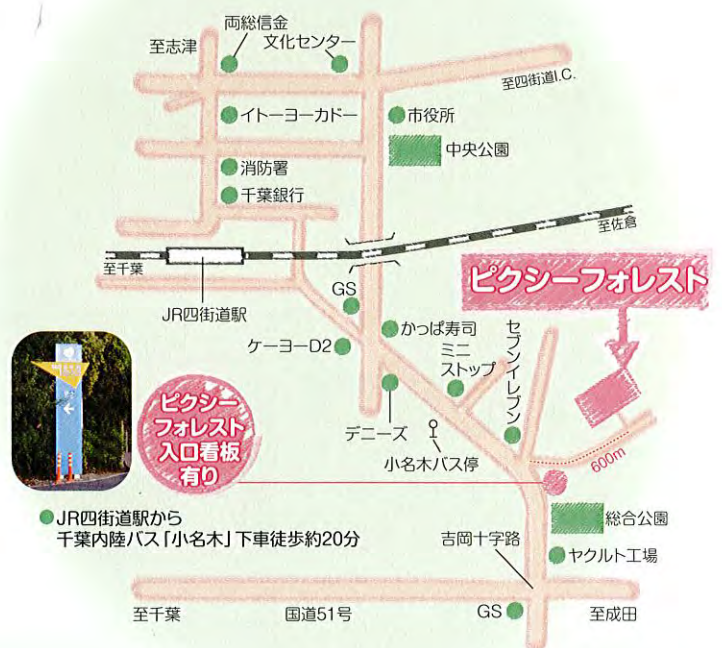 両総信金
文化センター
至志津
至四街道I.C.
イトーヨーカドー
市役所
中央公園
消防署
千葉銀行
至佐倉
至千葉
JR四街道駅
ピクシーフォレスト
GS
かっぱ寿司
ケーヨーD2
ミニ
ストップ
セブンイレブン
デニーズ
小名木バス停
ピクシー
フォレスト
入口看板
有り
600m
JR四街道駅から
千葉内陸バス「小名木」下車徒歩約20分
総合公園
吉岡十字路
ヤクルト工場
至千葉
国道51号
GS
至成田